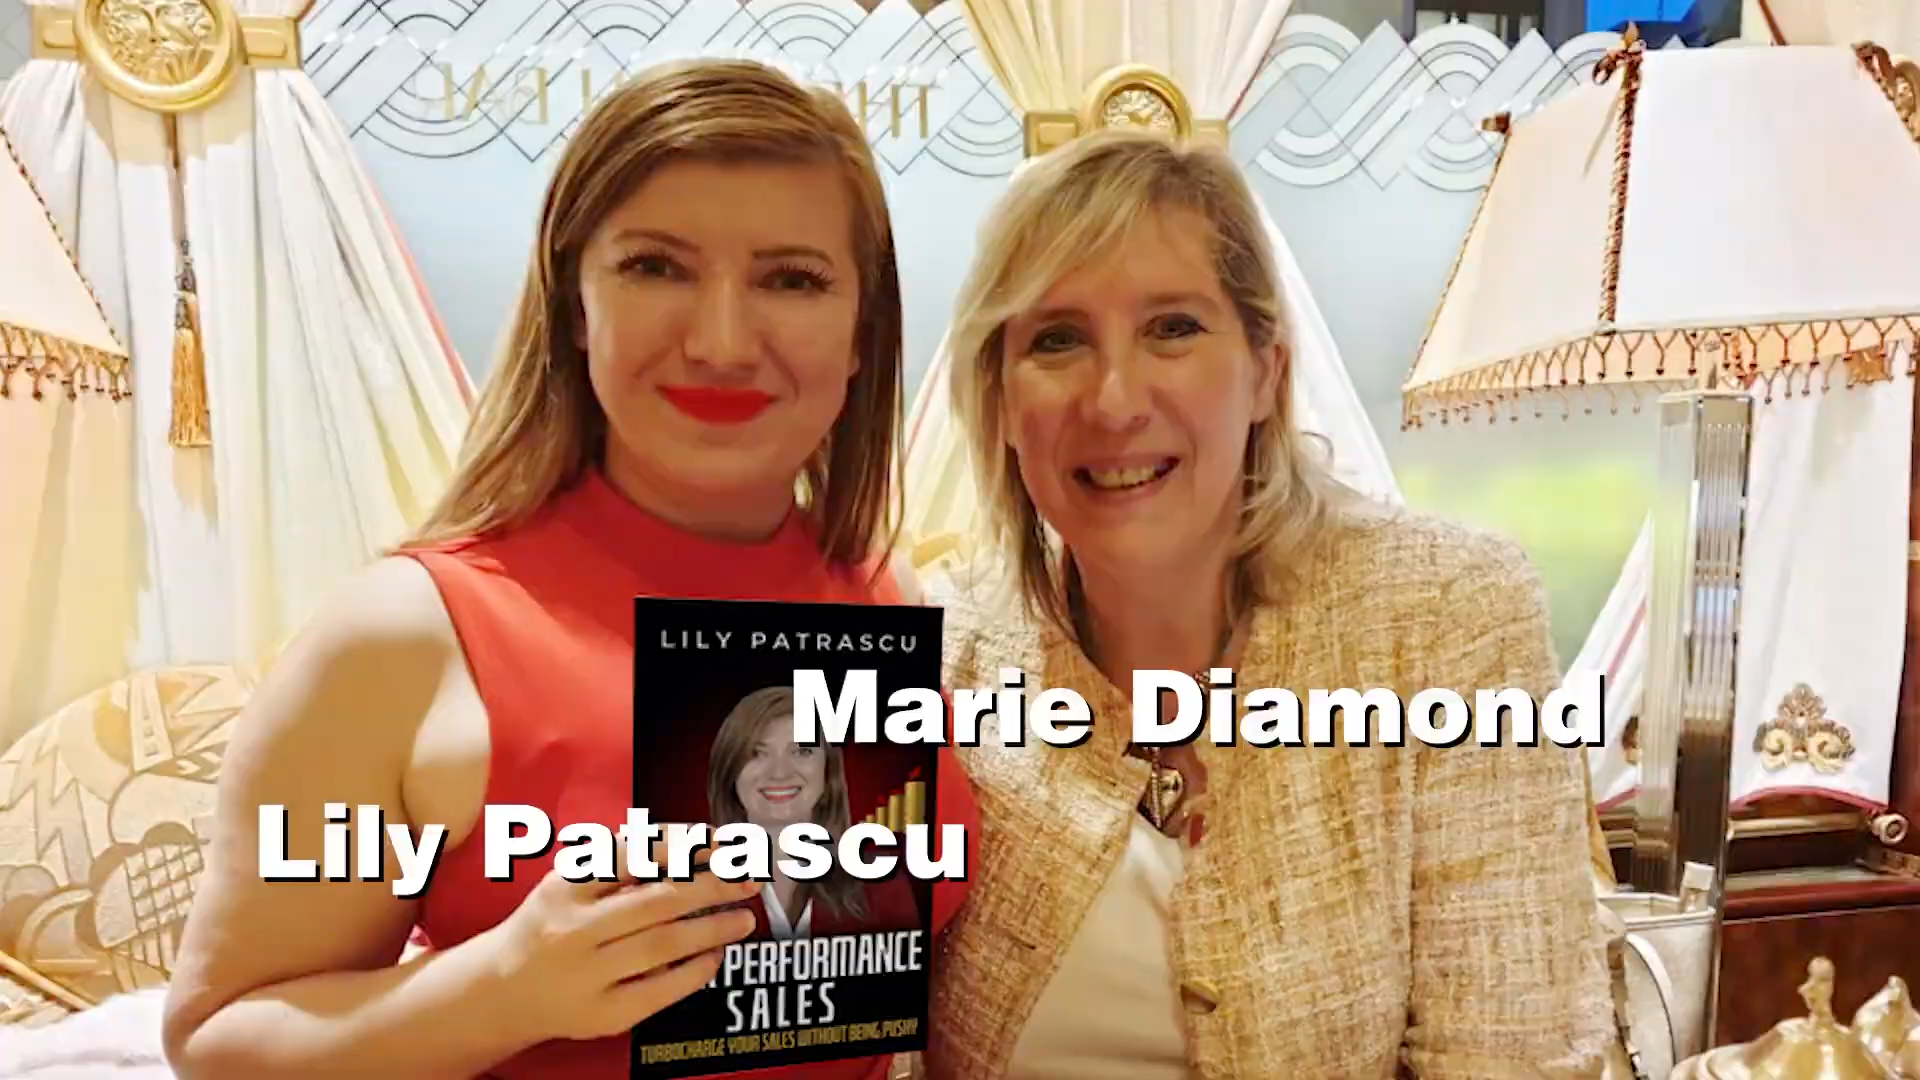 LILY PATRASCU
Marie Diamond
Lily Patrascu
PERFORMANCE
SALES
TURBOCHARGE YOUR SALES WITHOUT BEING PUSHY